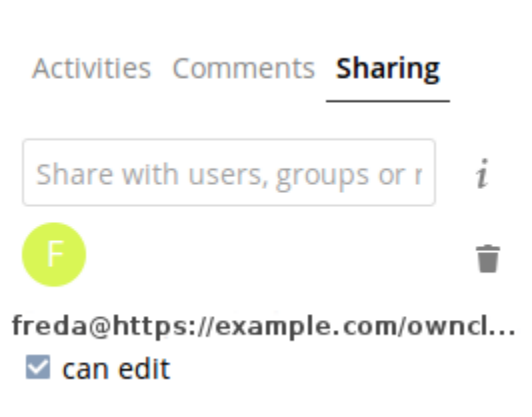 Activities Comments Sharing
Share with users, groups or r
i
F
freda@https://example.com/owncl...
can edit